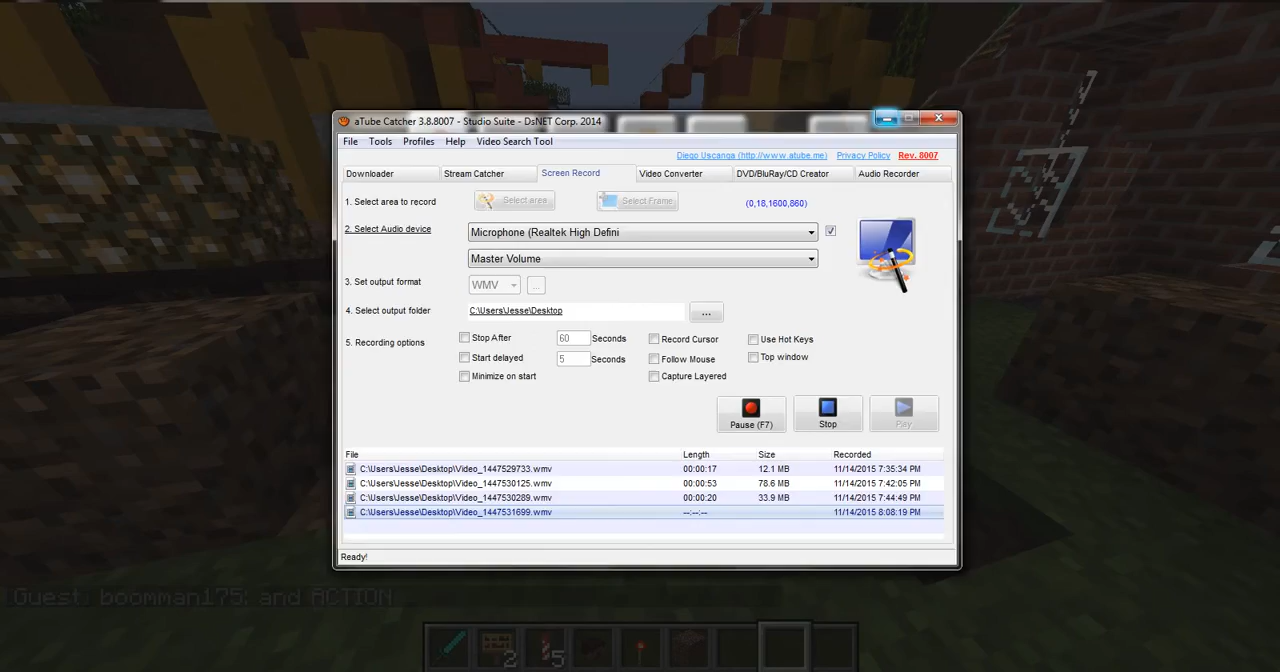 aTube Catcher 3.8.8007 - Studio Suite - DsNET Corp. 2014
File Tools Profiles Help Video Search Tool
Diego Uscanga (http://www.atube.me) Privacy Policy Rev. 8007
Downloader Stream Catcher Screen Record Video Converter DVD/BluRay/CD Creator Audio Recorder
1. Select area to record Select area Select Frame (0,18,1600,860)
2. Select Audio device Microphone (Realtek High Defini
Master Volume
3. Set output format WMV ...
4. Select output folder C:\Users\Jesse\Desktop ...
5. Recording options Stop After 60 Seconds Record Cursor Use Hot Keys
Start delayed 5 Seconds Follow Mouse Top window
Minimize on start Capture Layered
Pause (F7) Stop Play
File Length Size Recorded
C:\Users\Jesse\Desktop\Video_1447529733.wmv 00:00:17 12.1 MB 11/14/2015 7:35:34 PM
C:\Users\Jesse\Desktop\Video_1447530125.wmv 00:00:53 78.6 MB 11/14/2015 7:42:05 PM
C:\Users\Jesse\Desktop\Video_1447530289.wmv 00:00:20 33.9 MB 11/14/2015 7:44:49 PM
C:\Users\Jesse\Desktop\Video_1447531699.wmv --:--:-- 11/14/2015 8:08:19 PM
Ready!
Guest: boomman175: and ACTION
2 5